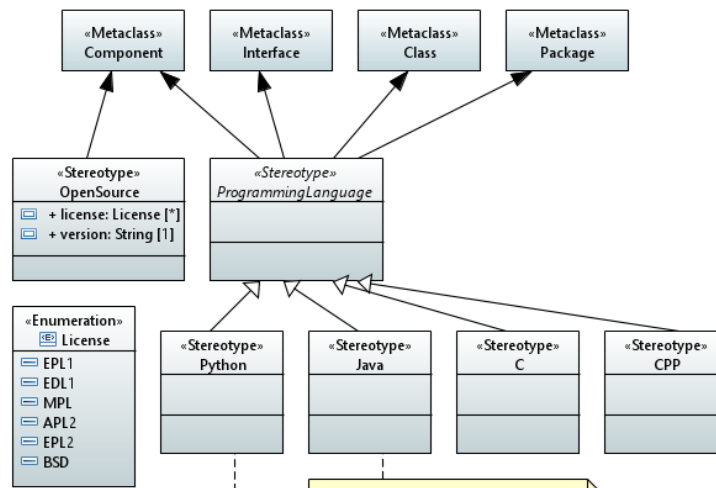 «Metaclass»
Component
«Metaclass»
Interface
«Metaclass»
Class
«Metaclass»
Package
«Stereotype»
OpenSource
+ license: License [*]
+ version: String [1]
«Stereotype»
ProgrammingLanguage
«Enumeration»
License
EPL1
EDL1
MPL
APL2
EPL2
BSD
«Stereotype»
Python
«Stereotype»
Java
«Stereotype»
C
«Stereotype»
CPP